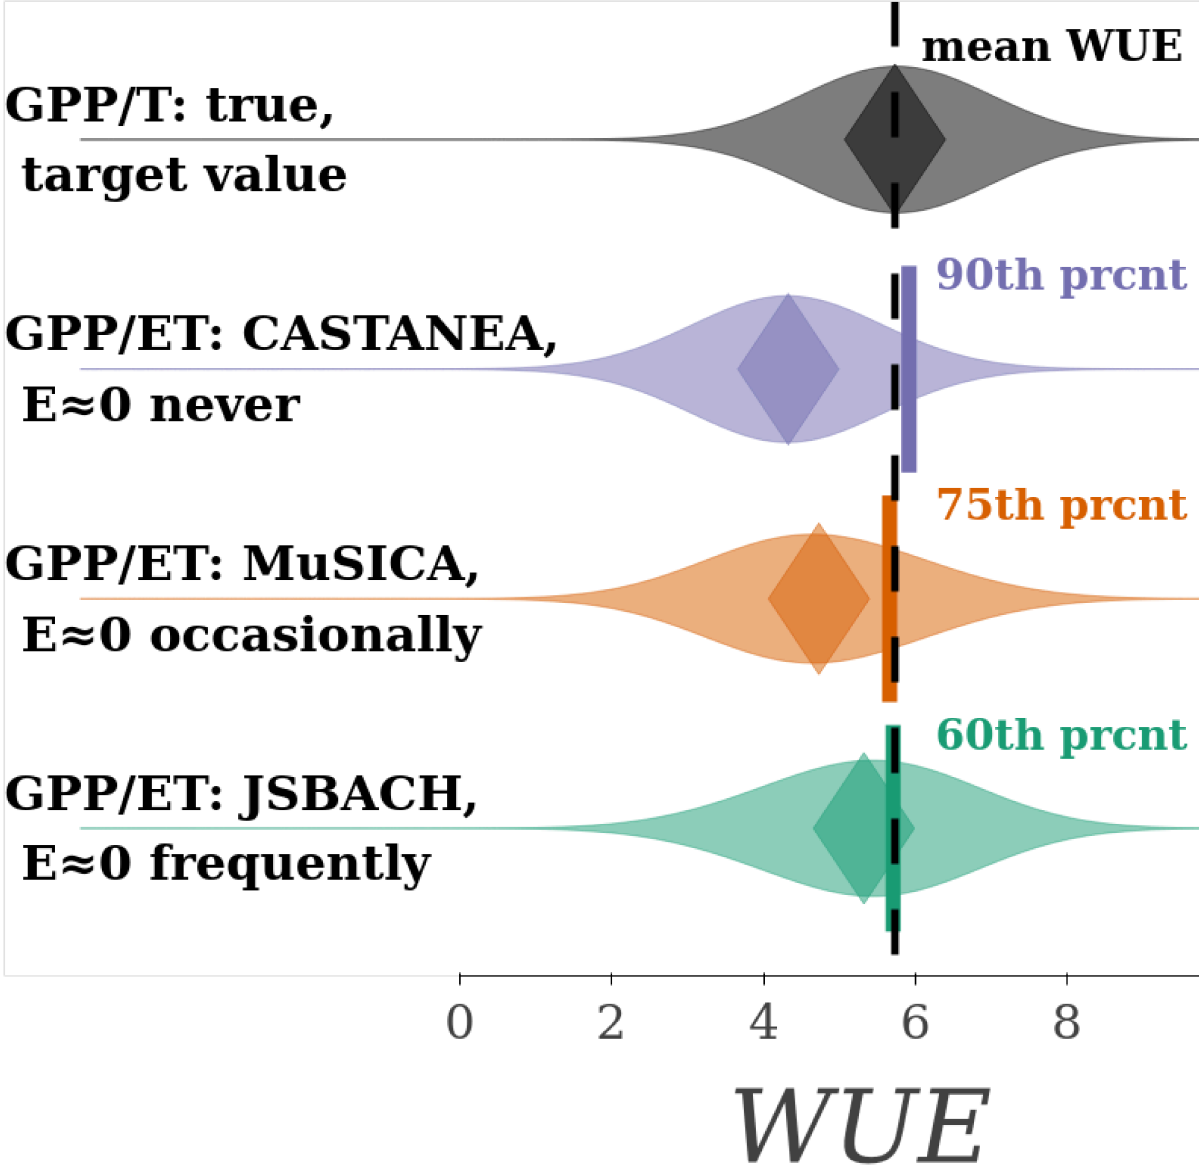 mean WUE
GPP/T: true,
target value
90th prcnt
GPP/ET: CASTANEA,
E≈0 never
75th prcnt
GPP/ET: MuSICA,
E≈0 occasionally
60th prcnt
GPP/ET: JSBACH,
E≈0 frequently
0 2 4 6 8
WUE